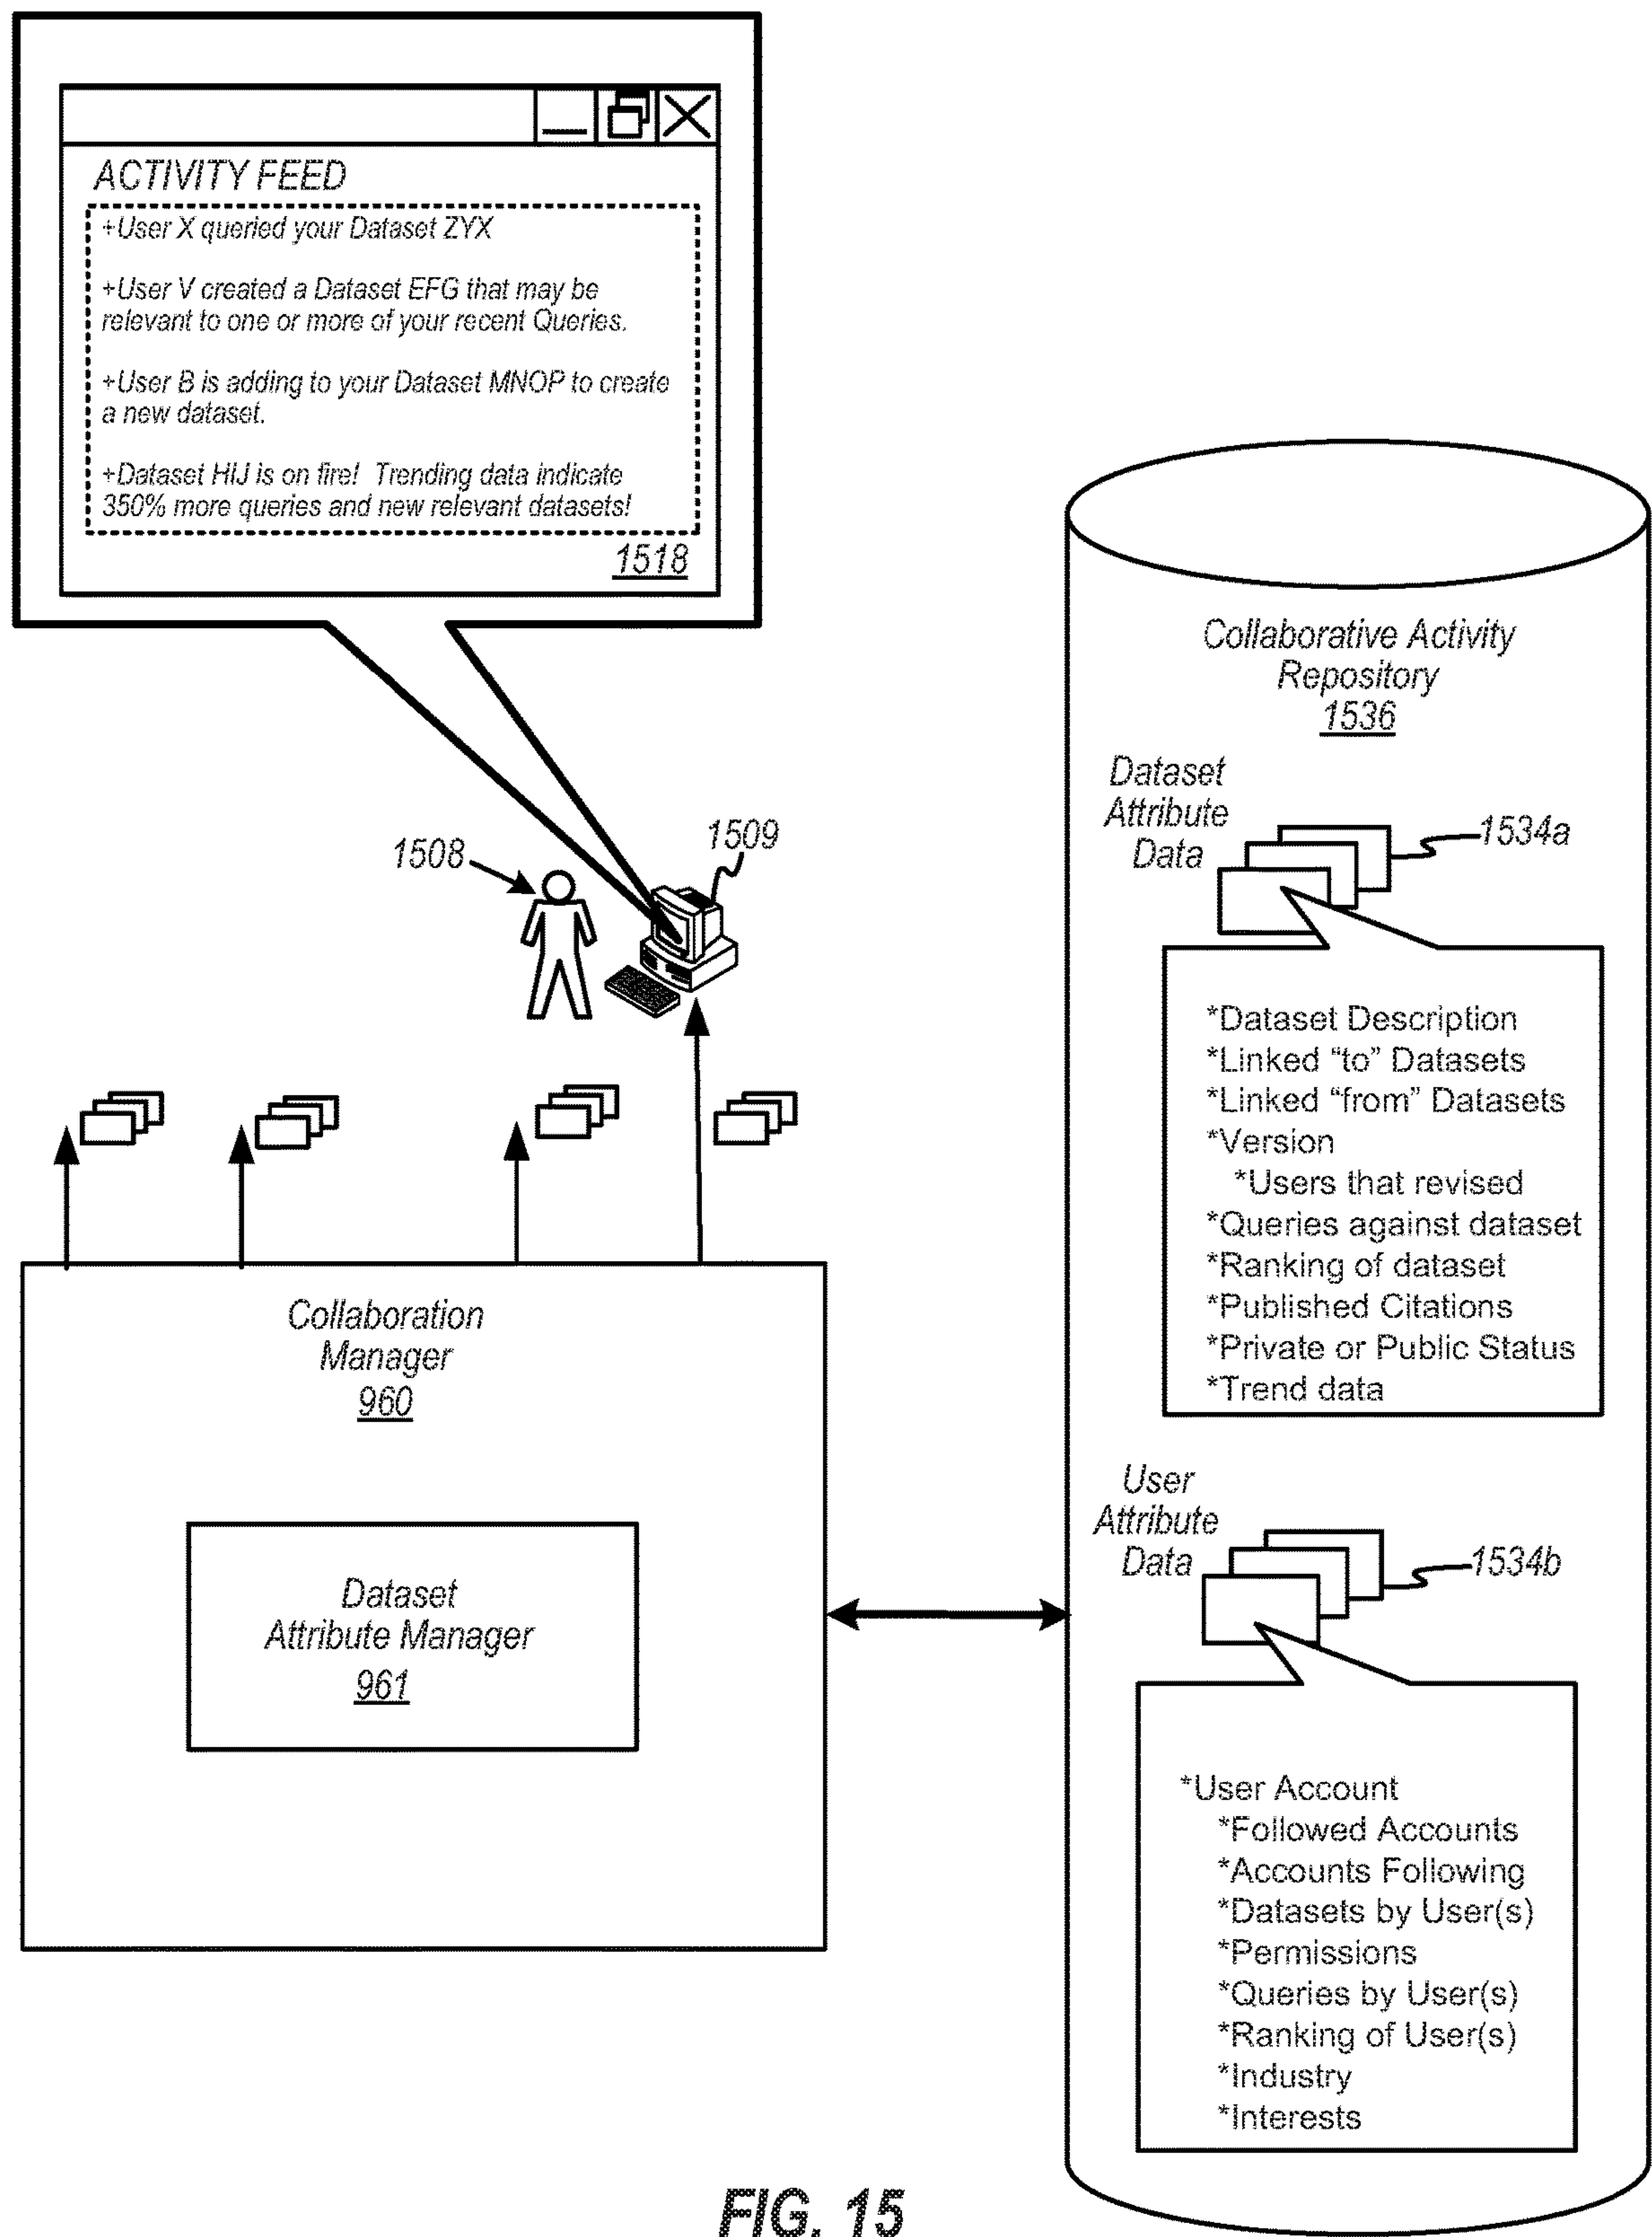 ACTIVITY FEED
+User X queried your Dataset ZYX
+User V created a Dataset EFG that may be
relevant to one or more of your recent Queries.
+User B is adding to your Dataset MNOP to create
a new dataset.
+Dataset HIJ is on fire!  Trending data indicate
350% more queries and new relevant datasets!
1518
1508
1509
Collaboration
Manager
960
Dataset
Attribute Manager
961
Collaborative Activity
Repository
1536
Dataset
Attribute
Data
1534a
*Dataset Description
*Linked “to” Datasets
*Linked “from” Datasets
*Version
*Users that revised
*Queries against dataset
*Ranking of dataset
*Published Citations
*Private or Public Status
*Trend data
User
Attribute
Data
1534b
*User Account
*Followed Accounts
*Accounts Following
*Datasets by User(s)
*Permissions
*Queries by User(s)
*Ranking of User(s)
*Industry
*Interests
FIG. 15